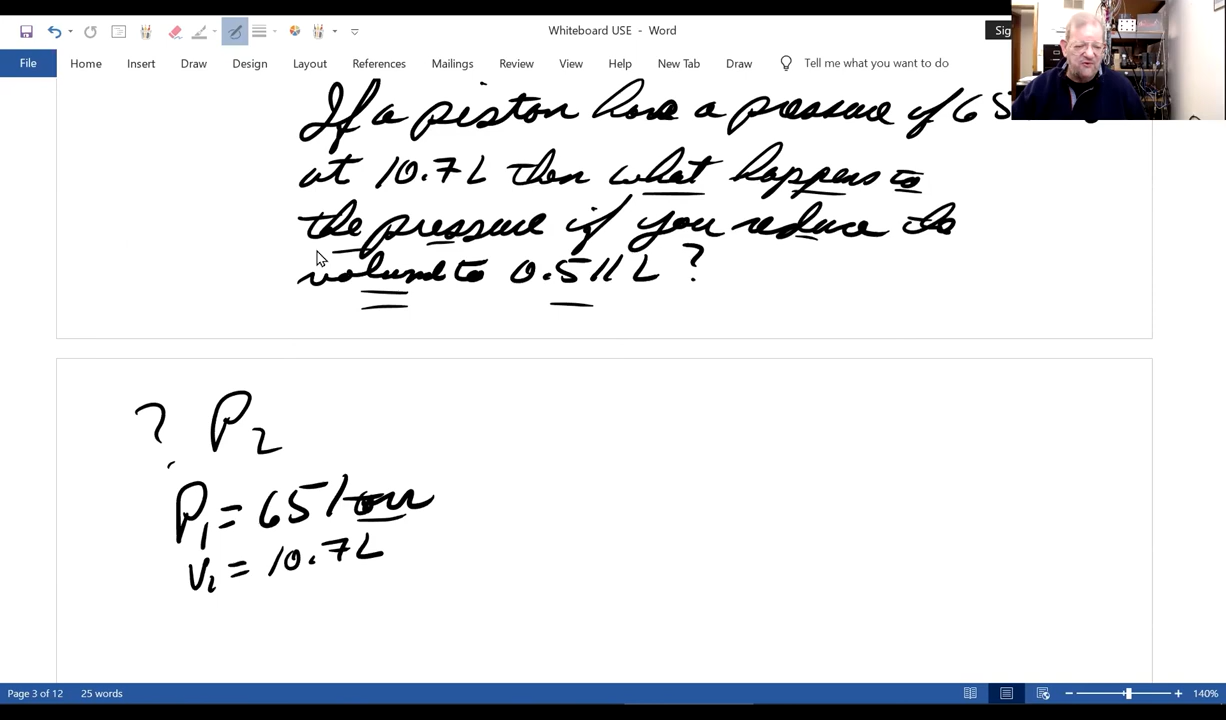 Whiteboard USE - Word
Sig
File Home Insert Draw Design Layout References Mailings Review View Help New Tab Draw Tell me what you want to do
If a piston have a pressure of 65
at 10.7 L then what happens to
the pressure if you reduce the
volume to 0.511 L ?
? P2
P1 = 651 torr
V1 = 10.7 L
Page 3 of 12 25 words 140%